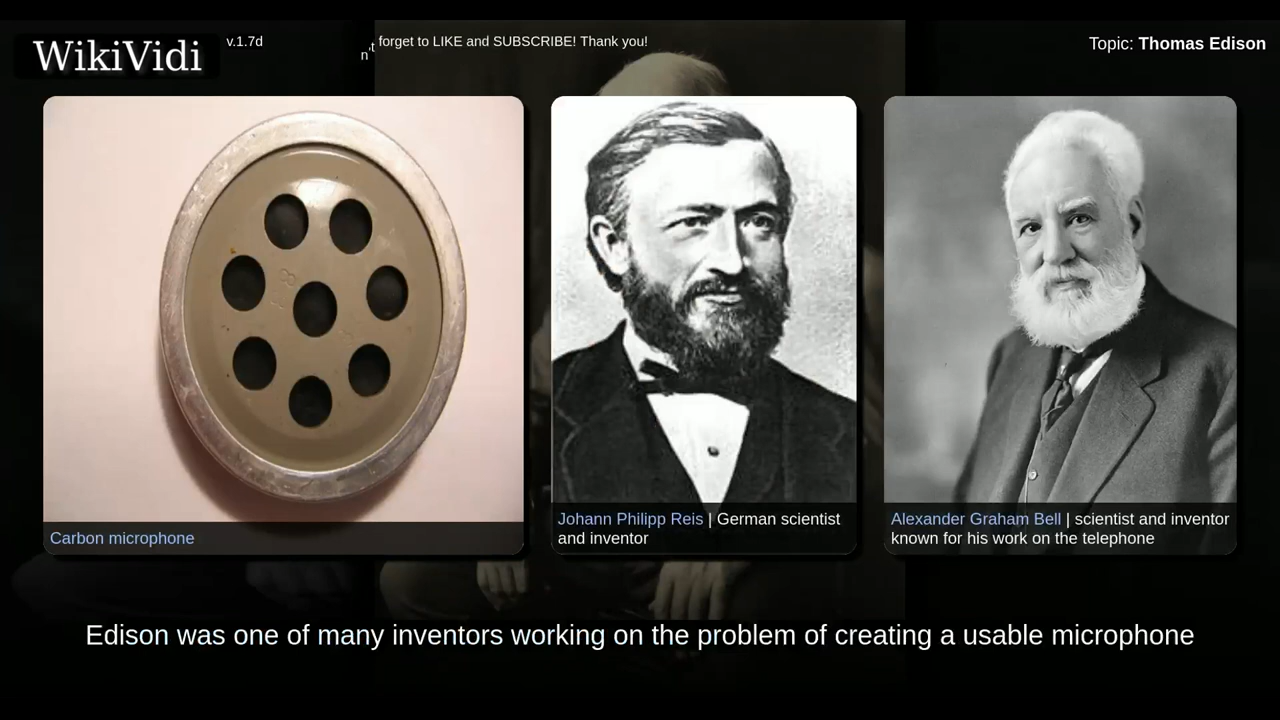 WikiVidi
v.1.7d
n't forget to LIKE and SUBSCRIBE! Thank you!
Topic: Thomas Edison
Carbon microphone
Johann Philipp Reis | German scientist
and inventor
Alexander Graham Bell | scientist and inventor
known for his work on the telephone
Edison was one of many inventors working on the problem of creating a usable microphone